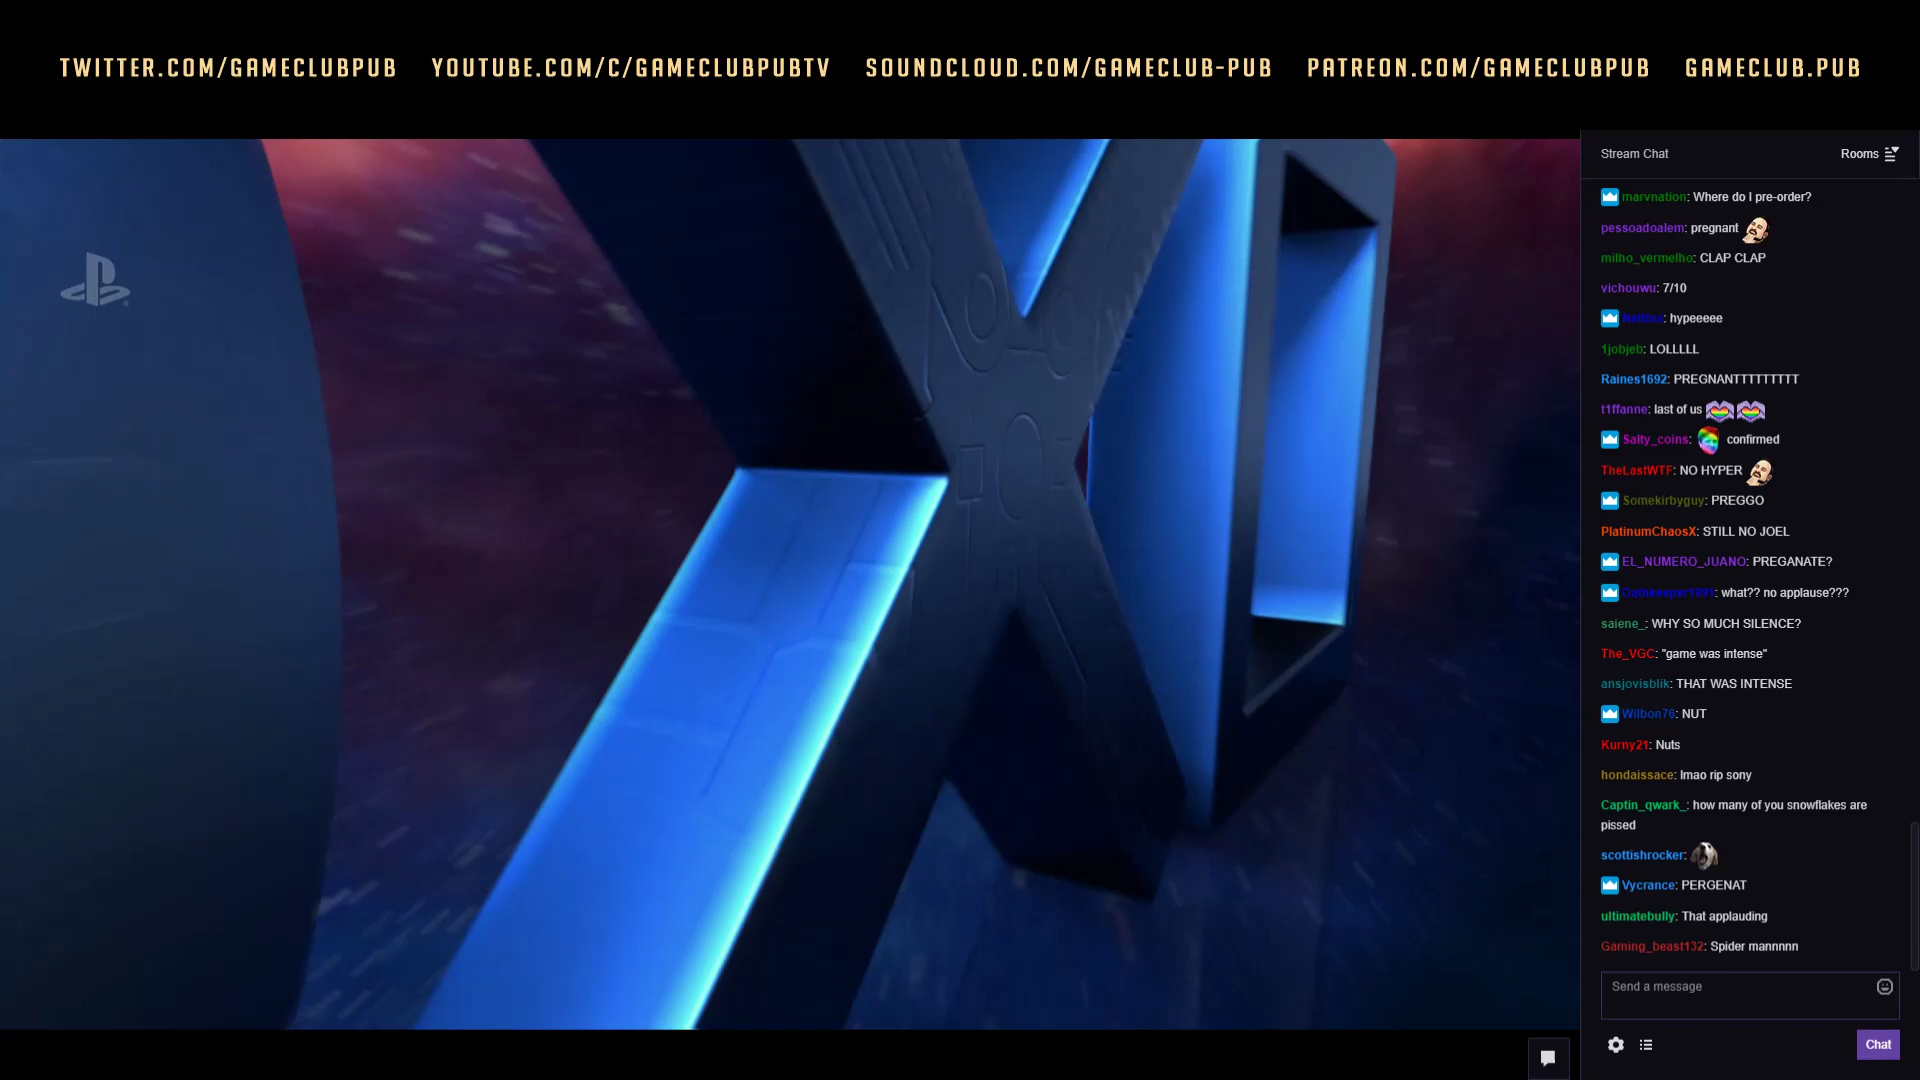 TWITTER.COM/GAMECLUBPUB YOUTUBE.COM/C/GAMECLUBPUBTV SOUNDCLOUD.COM/GAMECLUB-PUB PATREON.COM/GAMECLUBPUB GAMECLUB.PUB
Stream Chat Rooms
marvnation: Where do I pre-order?
pessoadoalem: pregnant
milho_vermelho: CLAP CLAP
vichouwu: 7/10
: hypeeeee
1jobjeb: LOLLLLL
Raines1692: PREGNANTTTTTTTTT
t1ffanne: last of us
Salty_coins: confirmed
TheLastWTF: NO HYPER
Somekirbyguy: PREGGO
PlatinumChaosX: STILL NO JOEL
EL_NUMERO_JUANO: PREGANATE?
Oathkeeper1991: what?? no applause???
saiene_: WHY SO MUCH SILENCE?
The_VGC: "game was intense"
ansjovisblik: THAT WAS INTENSE
Wilbon76: NUT
Kurny21: Nuts
hondaissace: lmao rip sony
Captin_qwark_: how many of you snowflakes are
pissed
scottishrocker:
Vycrance: PERGENAT
ultimatebully: That applauding
Gaming_beast132: Spider mannnnn
Send a message
Chat